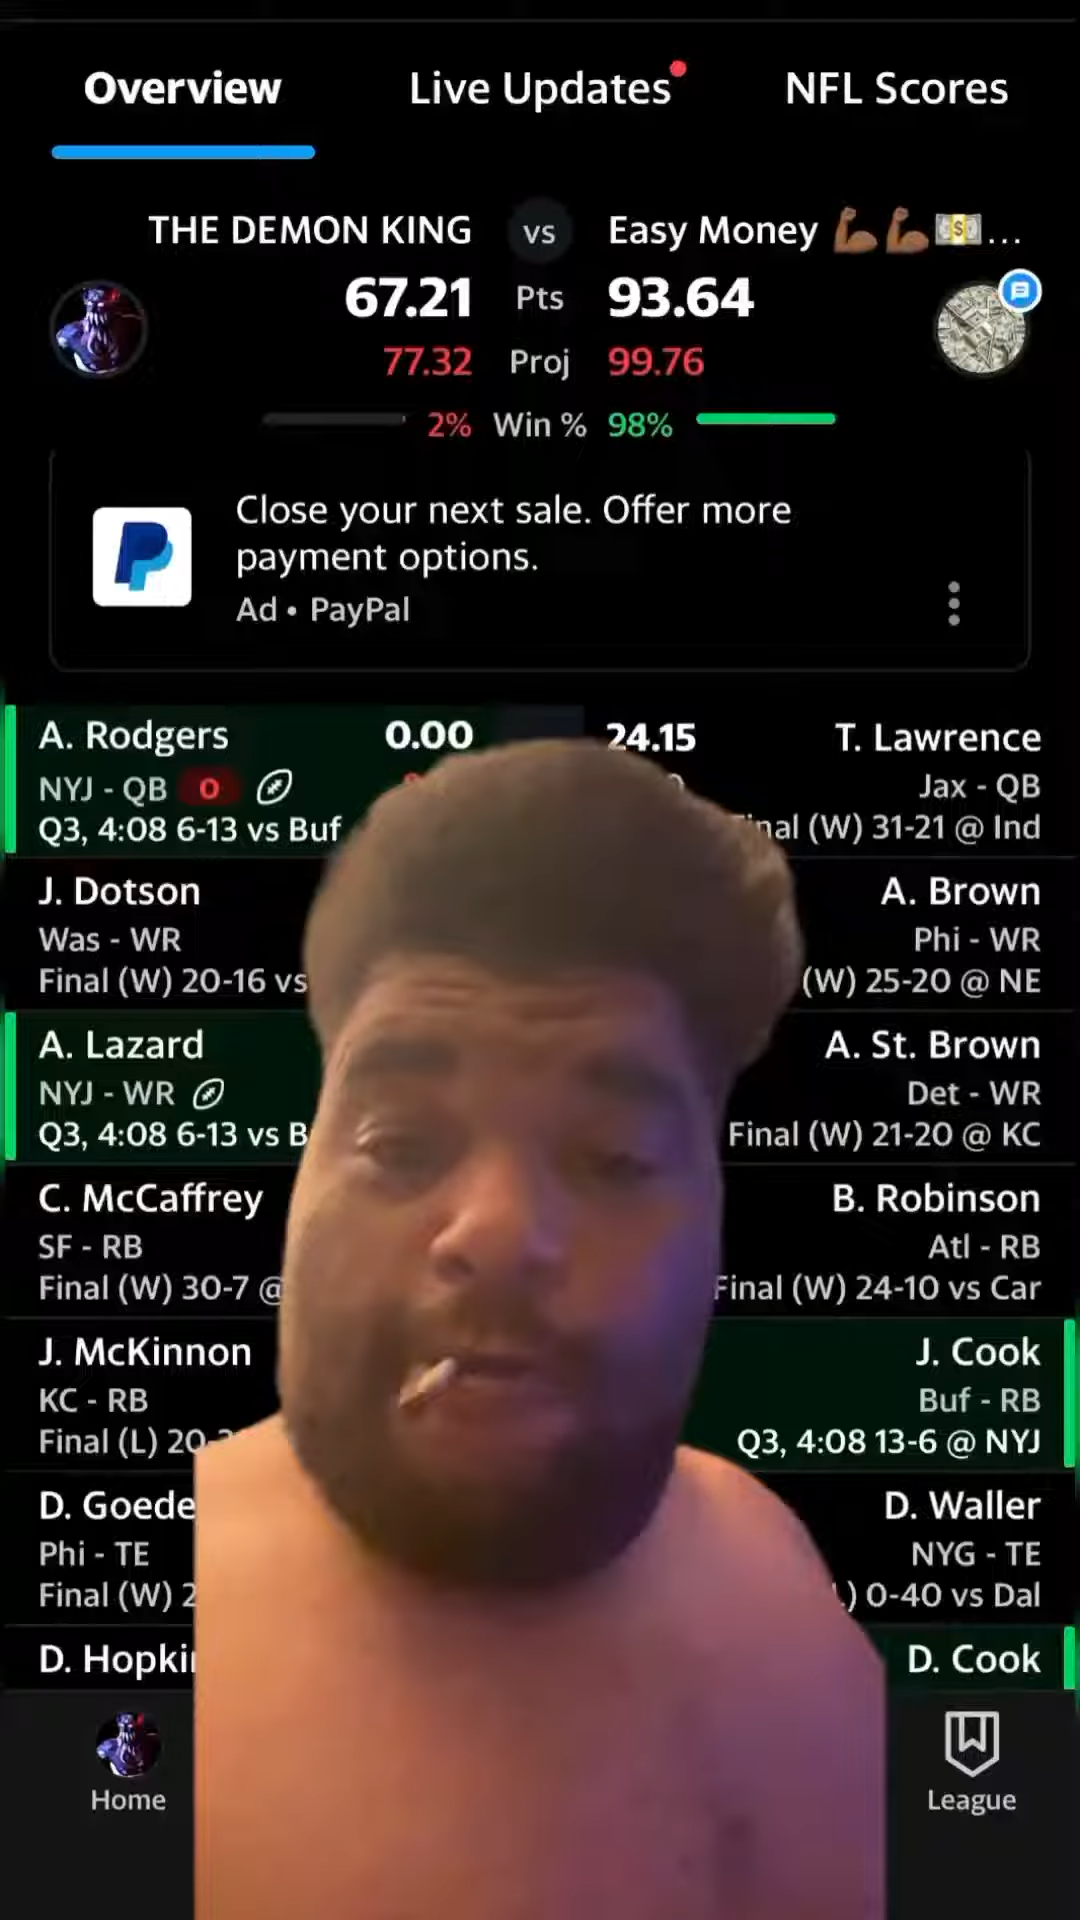 Overview Live Updates NFL Scores
THE DEMON KING vs Easy Money 💪🏾💪🏾💵...
67.21 Pts 93.64
77.32 Proj 99.76
2% Win % 98%
Close your next sale. Offer more
payment options.
Ad • PayPal
A. Rodgers 0.00 24.15 T. Lawrence
NYJ - QB O Jax - QB
Q3, 4:08 6-13 vs Buf (W) 31-21 @ Ind
J. Dotson A. Brown
Was - WR Phi - WR
Final (W) 20-16 vs (W) 25-20 @ NE
A. Lazard A. St. Brown
NYJ - WR Det - WR
Q3, 4:08 6-13 vs Final (W) 21-20 @ KC
C. McCaffrey B. Robinson
SF - RB Atl - RB
Final (W) 30-7 @ Final (W) 24-10 vs Car
J. McKinnon J. Cook
KC - RB Buf - RB
Final (L) 20- Q3, 4:08 13-6 @ NYJ
D. Goede D. Waller
Phi - TE NYG - TE
Final (W) 2 0-40 vs Dal
D. Hopki D. Cook
Home League